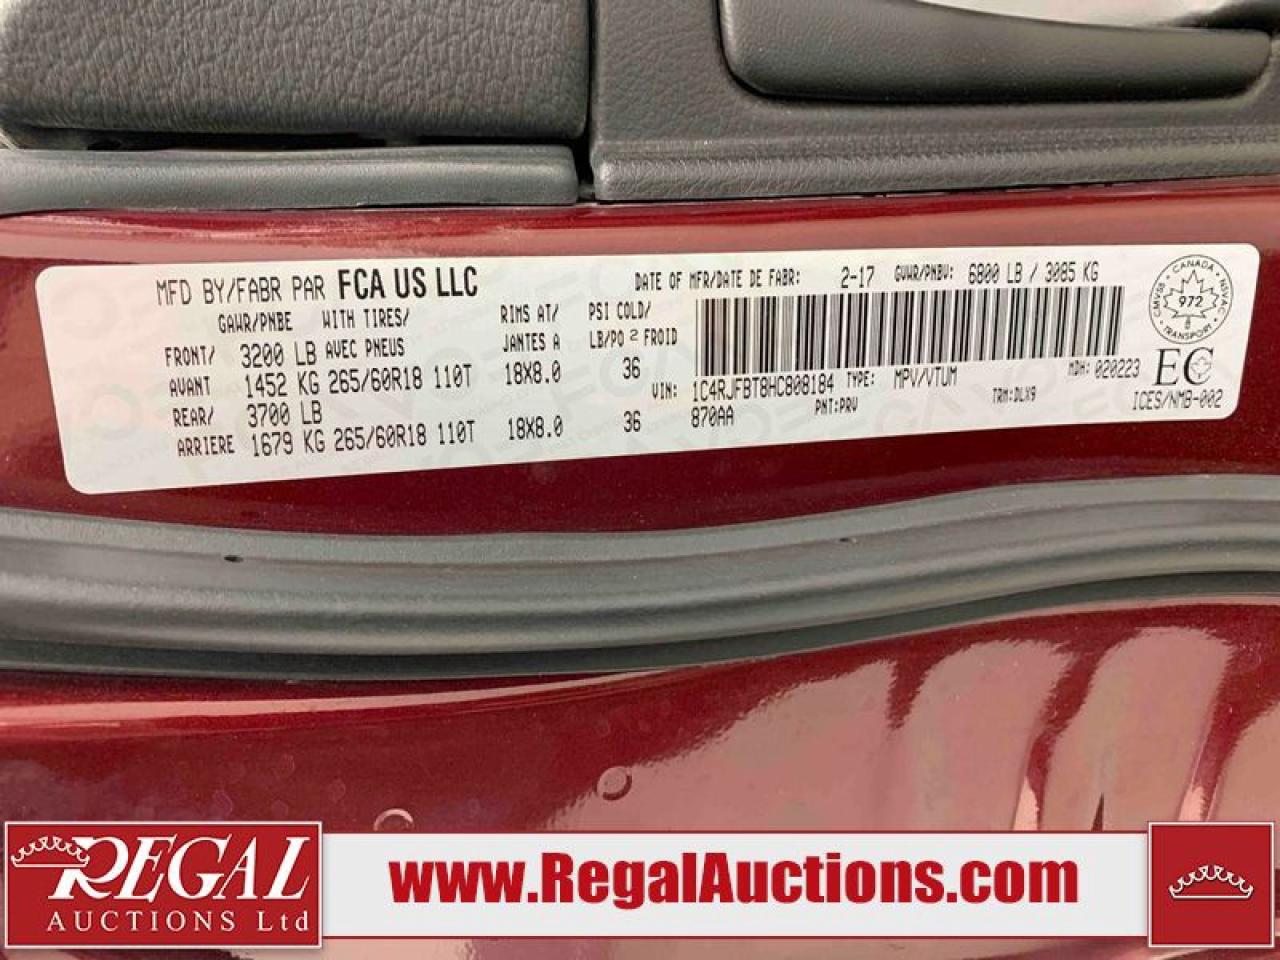 MFD BY/FABR PAR FCA US LLC
DATE OF MFR/DATE DE FABR: 2-17 GVWR/PNBV: 6800 LB / 3085 KG
GAWR/PNBE WITH TIRES/ RIMS AT/ PSI COLD/
FRONT/ 3200 LB AVEC PNEUS JANTES A LB/PO 2 FROID
AVANT 1452 KG 265/60R18 110T 18X8.0 36
REAR/ 3700 LB
ARRIERE 1679 KG 265/60R18 110T 18X8.0 36
VIN: 1C4RJFBT8HC808184 TYPE: MPV/VTUM MDH: 020223
870AA PNT:PRV TRM:DLX9
CANADA
CMVSS 972 NSVAC
8
TRANSPORT
EC
ICES/NMB-002
REGAL
AUCTIONS Ltd
www.RegalAuctions.com